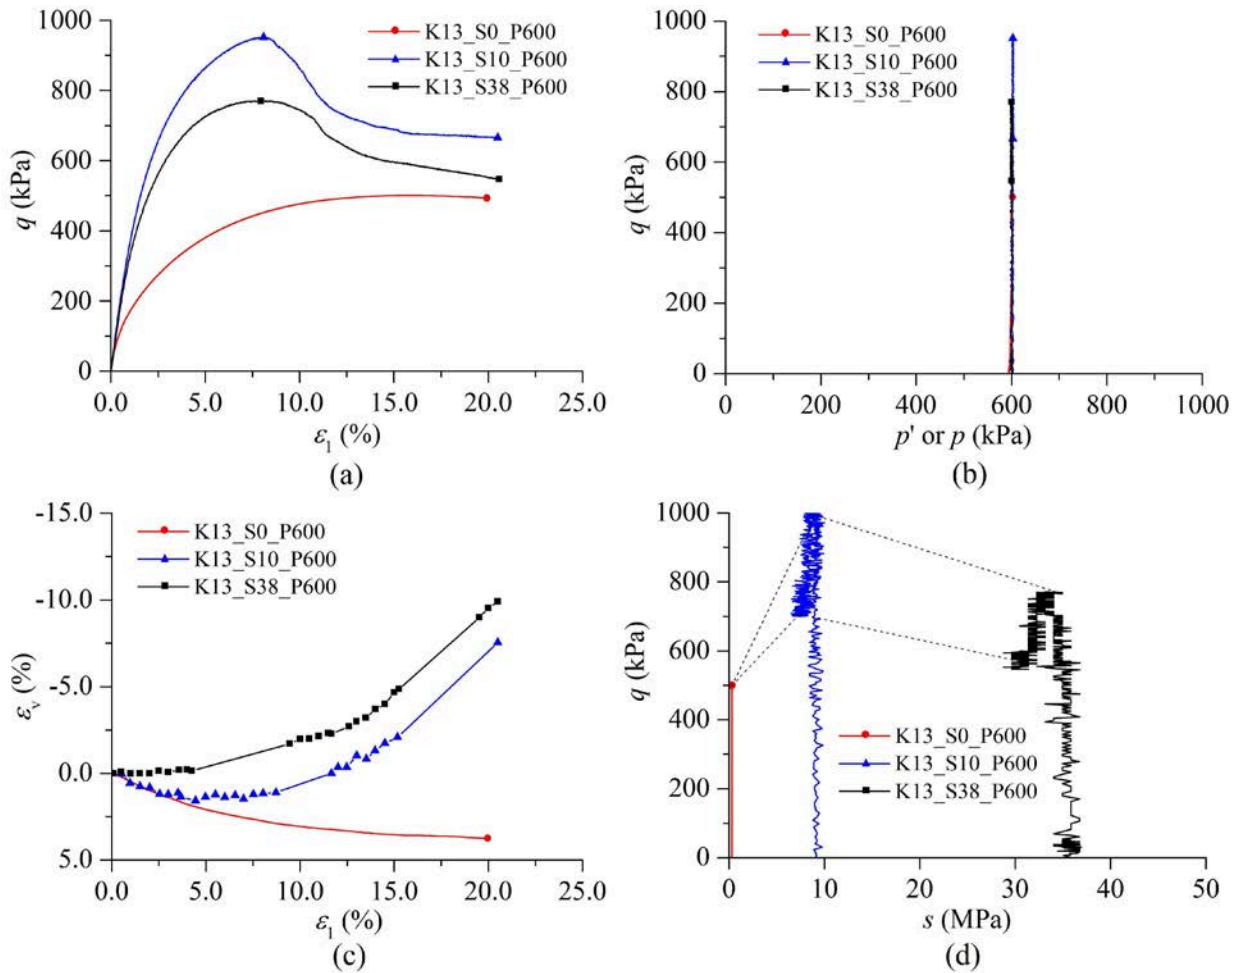 1000
800
600
400
200
0
q (kPa)
K13_S0_P600
K13_S10_P600
K13_S38_P600
0.0 5.0 10.0 15.0 20.0 25.0
ε1 (%)
(a)
1000
800
600
400
200
0
q (kPa)
K13_S0_P600
K13_S10_P600
K13_S38_P600
0 200 400 600 800 1000
p' or p (kPa)
(b)
-15.0
-10.0
-5.0
0.0
5.0
εv (%)
K13_S0_P600
K13_S10_P600
K13_S38_P600
0.0 5.0 10.0 15.0 20.0 25.0
ε1 (%)
(c)
1000
800
600
400
200
0
q (kPa)
K13_S0_P600
K13_S10_P600
K13_S38_P600
0 10 20 30 40 50
s (MPa)
(d)